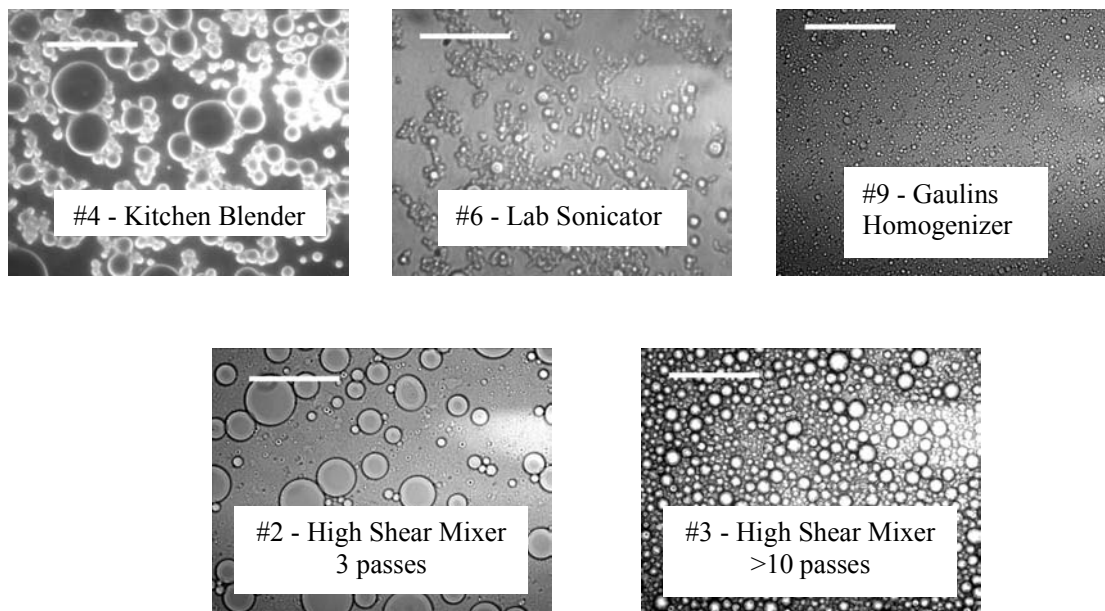 #4 - Kitchen Blender
#6 - Lab Sonicator
#9 - Gaulins
Homogenizer
#2 - High Shear Mixer
3 passes
#3 - High Shear Mixer
>10 passes